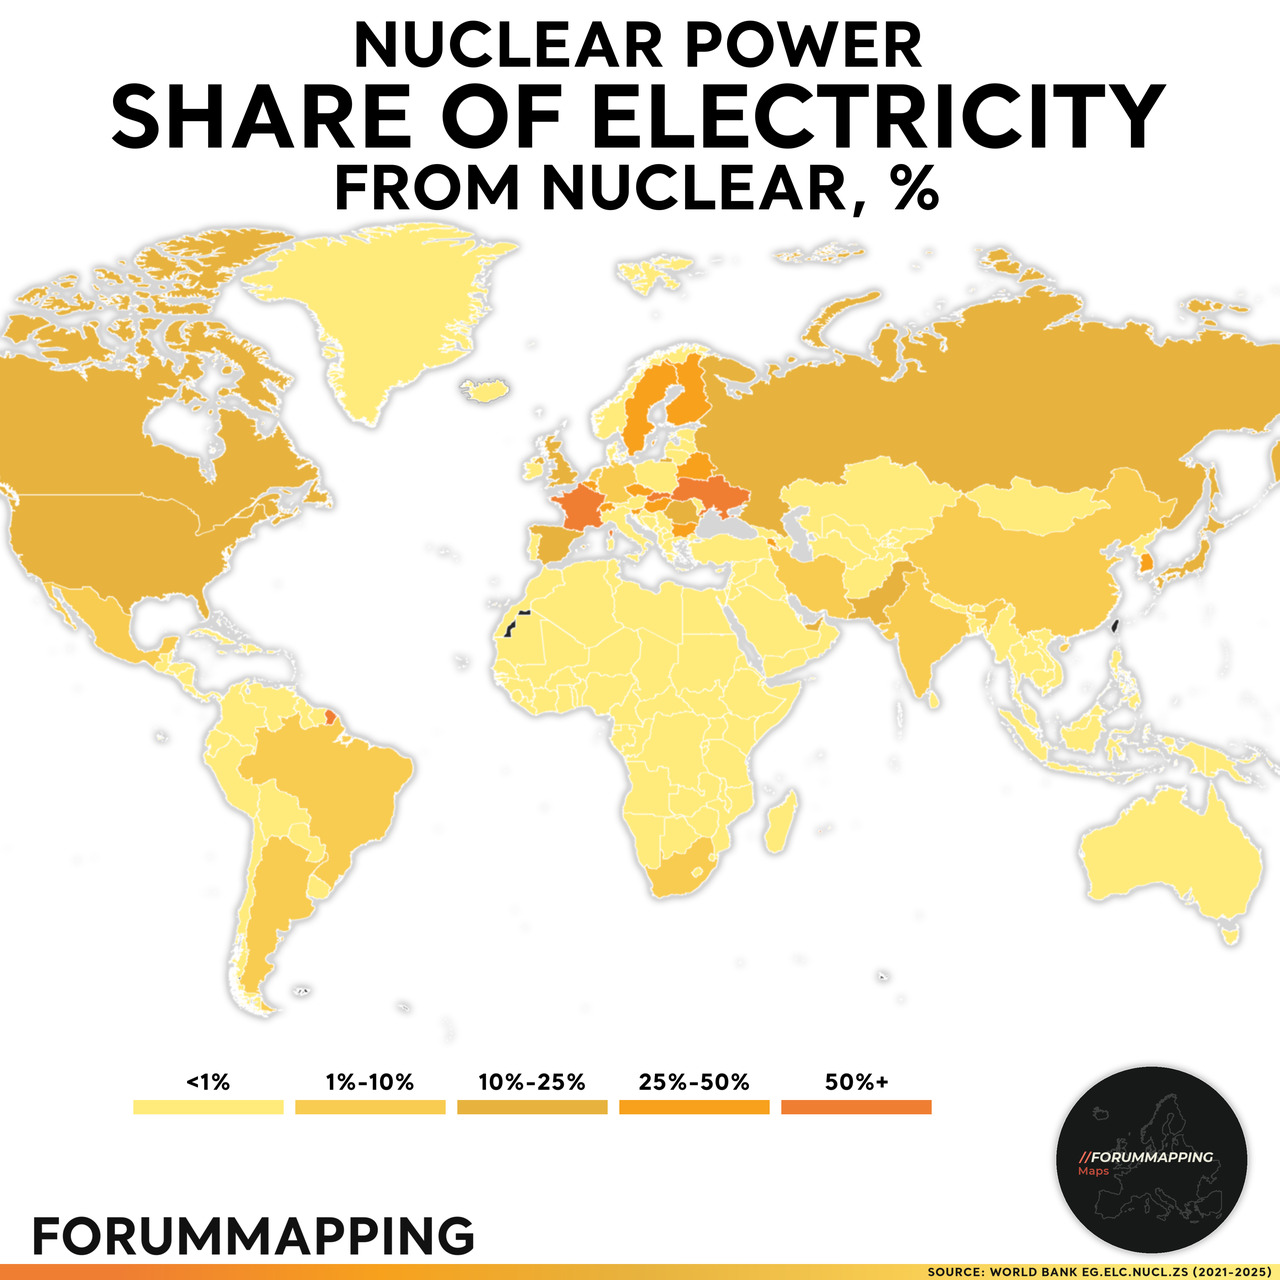 NUCLEAR POWER
SHARE OF ELECTRICITY
FROM NUCLEAR, %
<1% 1%-10% 10%-25% 25%-50% 50%+
//FORUMMAPPING
Maps
FORUMMAPPING
SOURCE: WORLD BANK EG.ELC.NUCL.ZS (2021-2025)